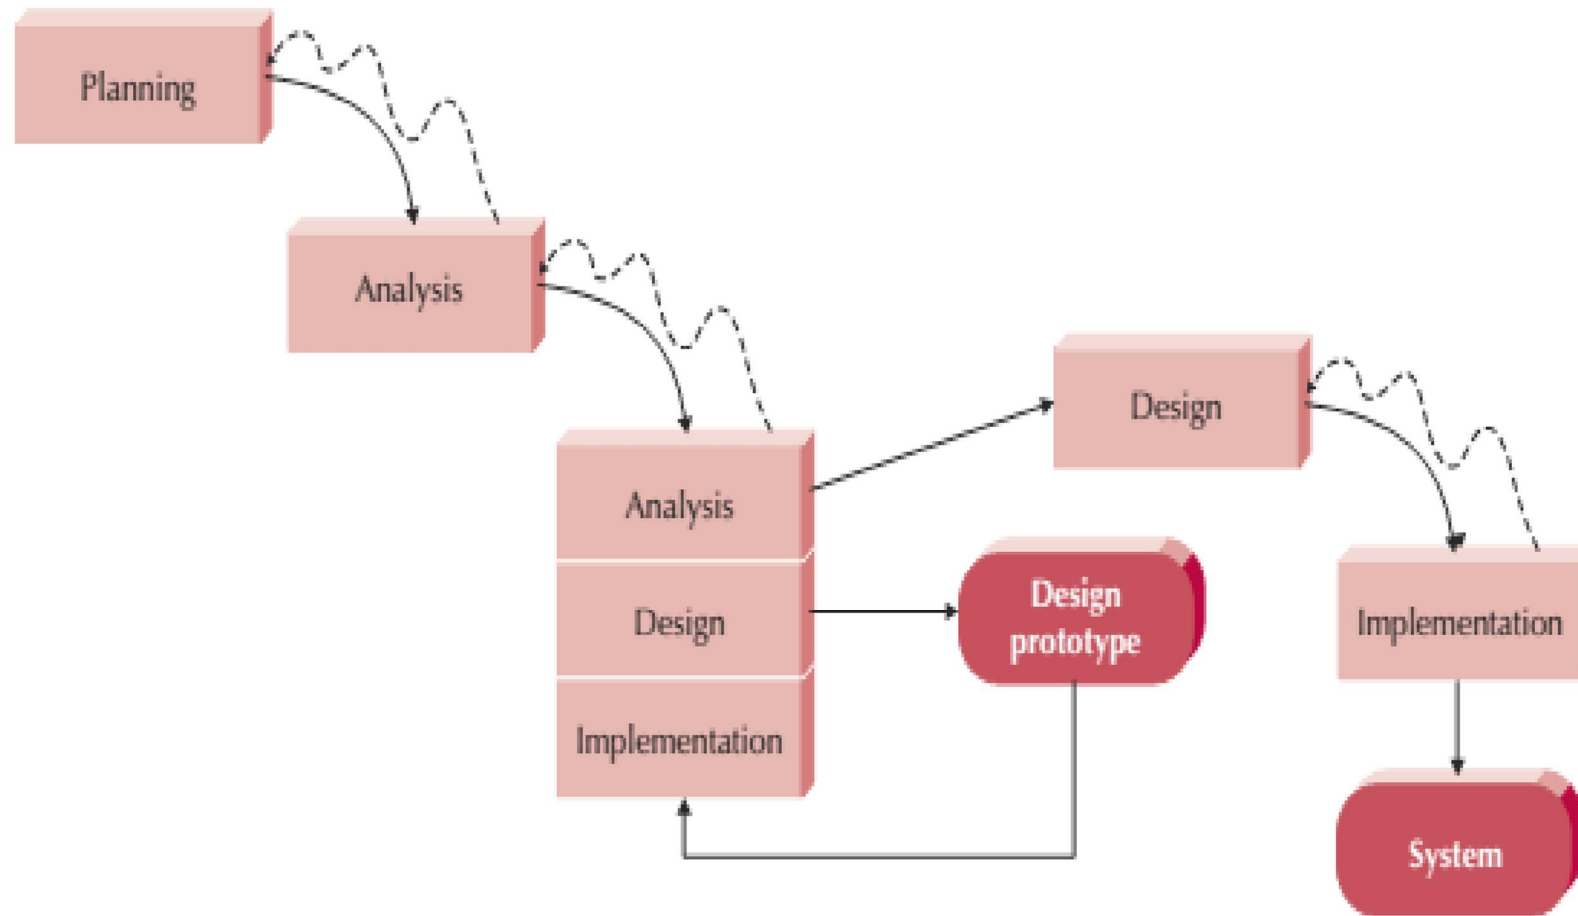 Planning
Analysis
Analysis
Design
Implementation
Design
prototype
Design
Implementation
System